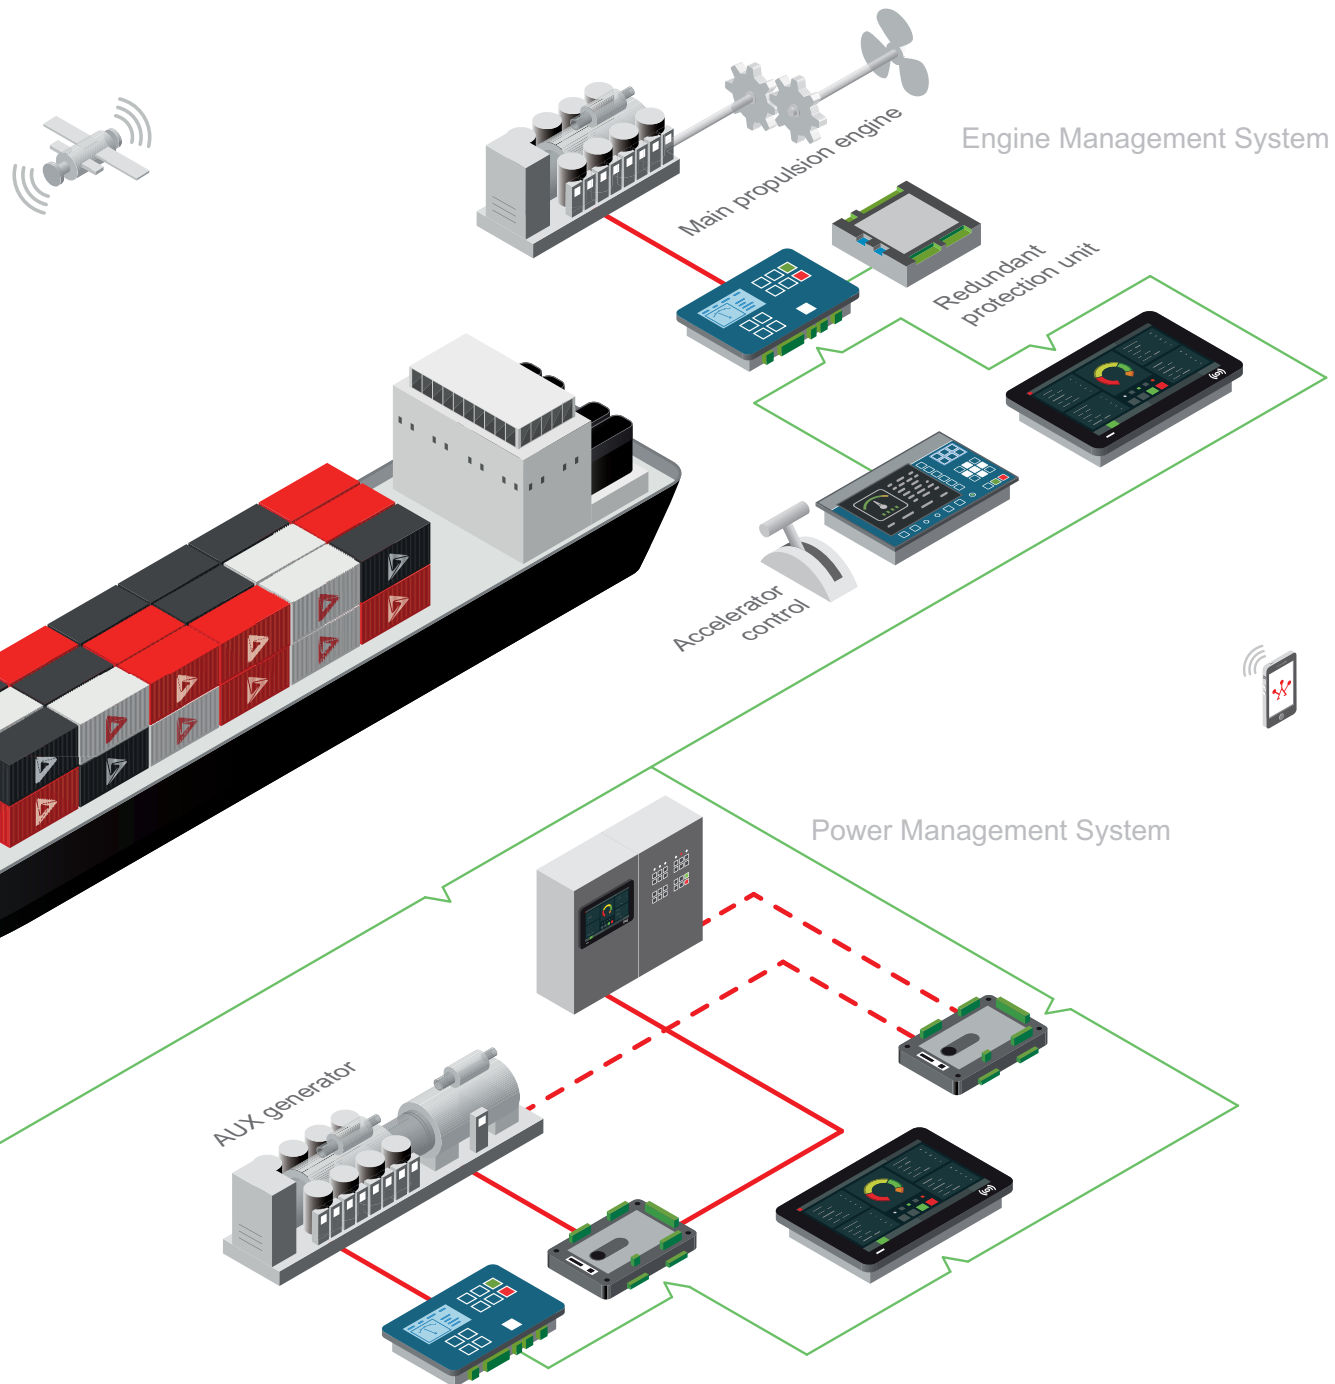 Engine Management System
Main propulsion engine
Redundant
protection unit
Accelerator
control
Power Management System
AUX generator